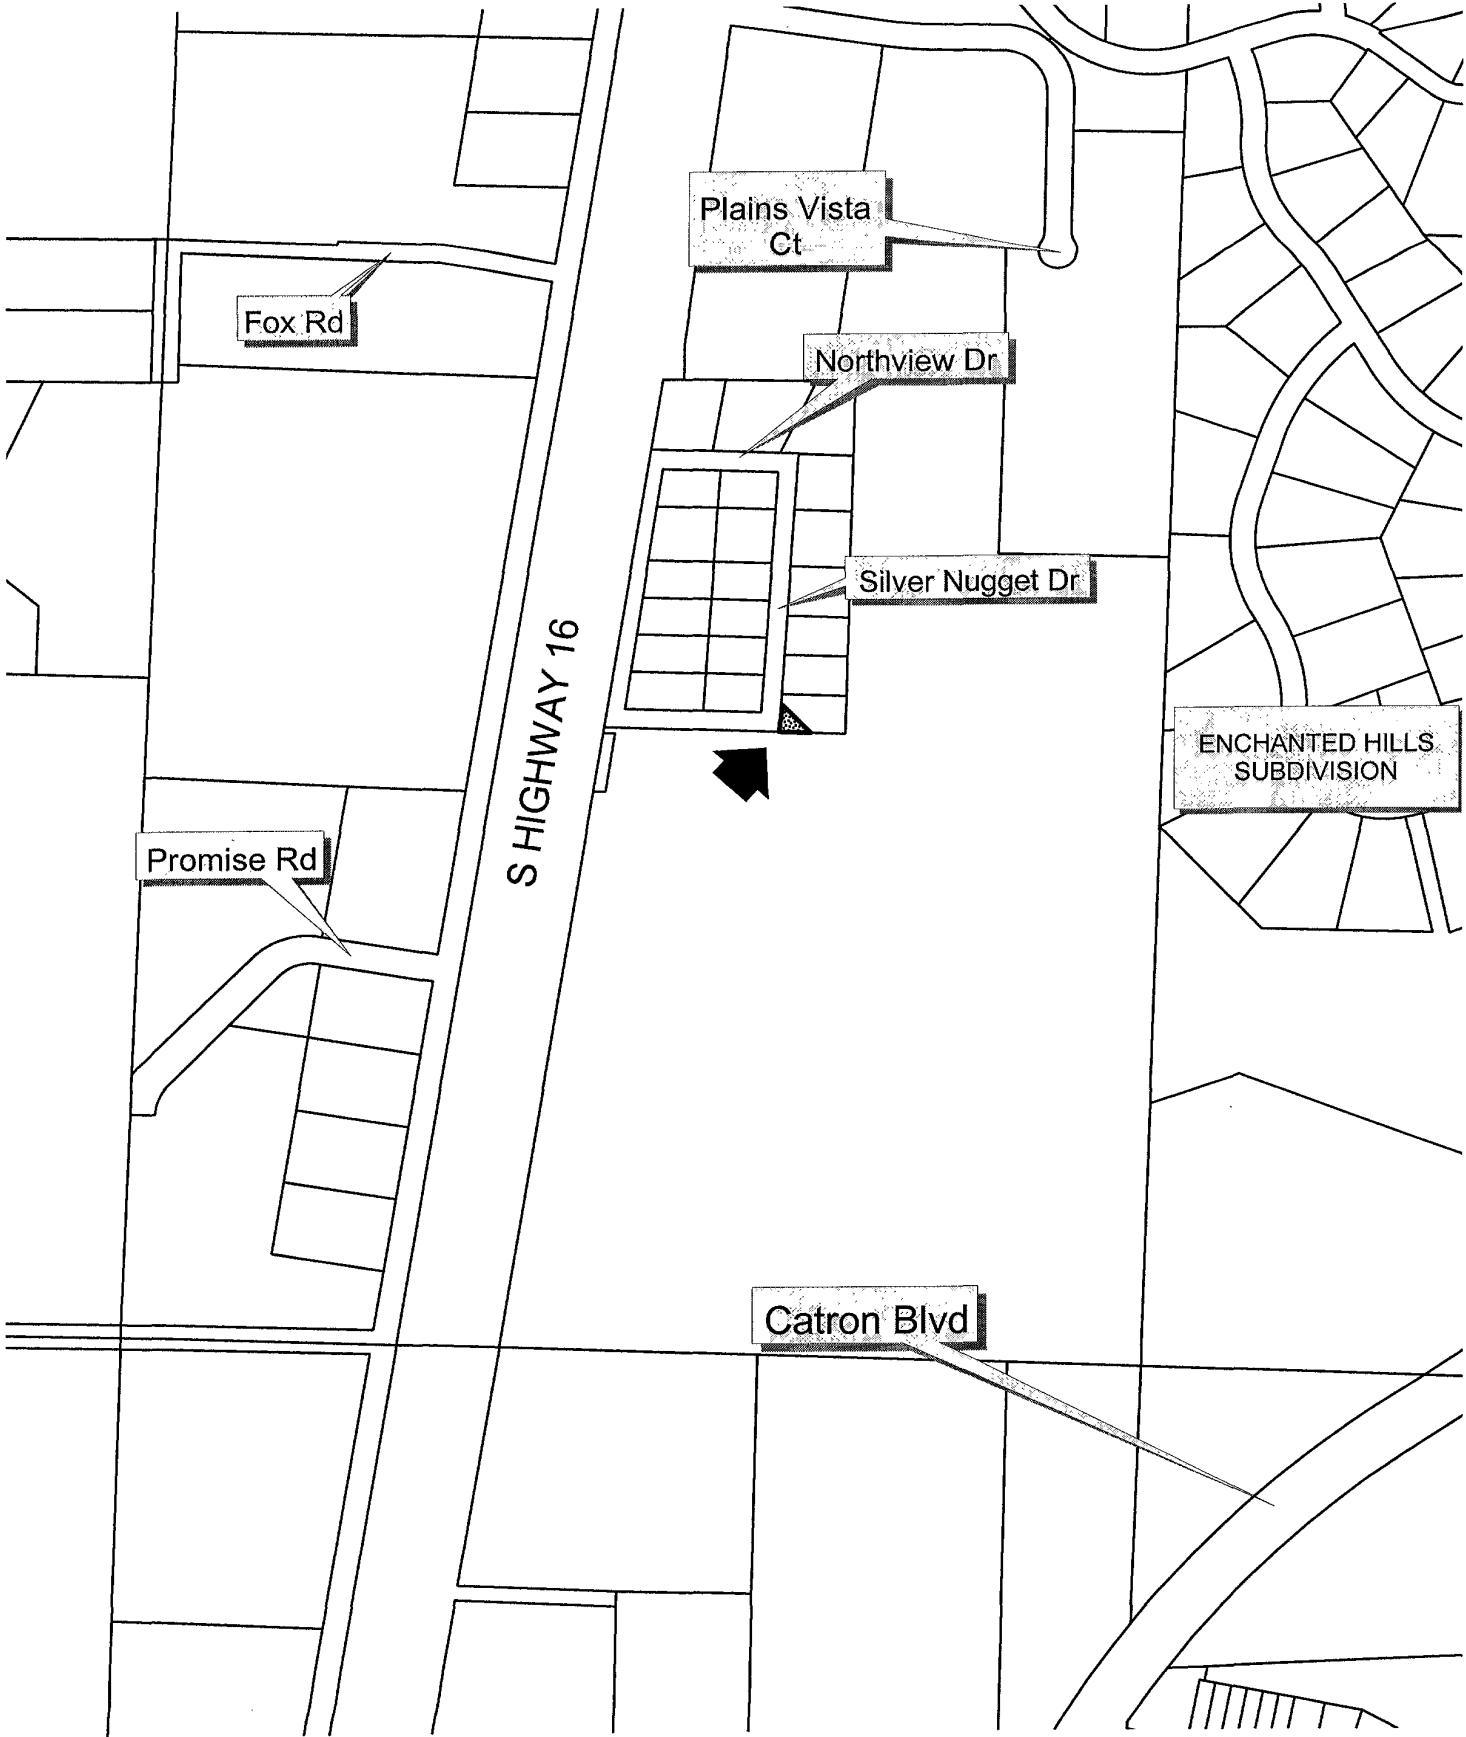 Plains Vista
Ct
Fox Rd
Northview Dr
Silver Nugget Dr
S HIGHWAY 16
ENCHANTED HILLS
SUBDIVISION
Promise Rd
Catron Blvd